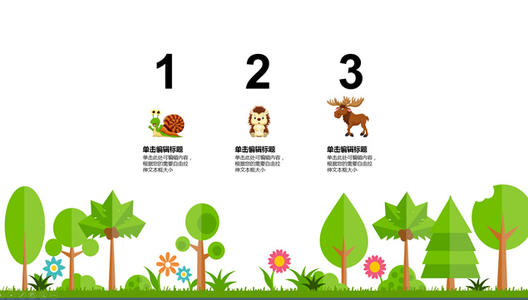 1 2 3
单击编辑标题 单击编辑标题 单击编辑标题
单击此处可编辑内容， 单击此处可编辑内容， 单击此处可编辑内容，
根据您的需要自由拉 根据您的需要自由拉 根据您的需要自由拉
伸文本框大小 伸文本框大小 伸文本框大小